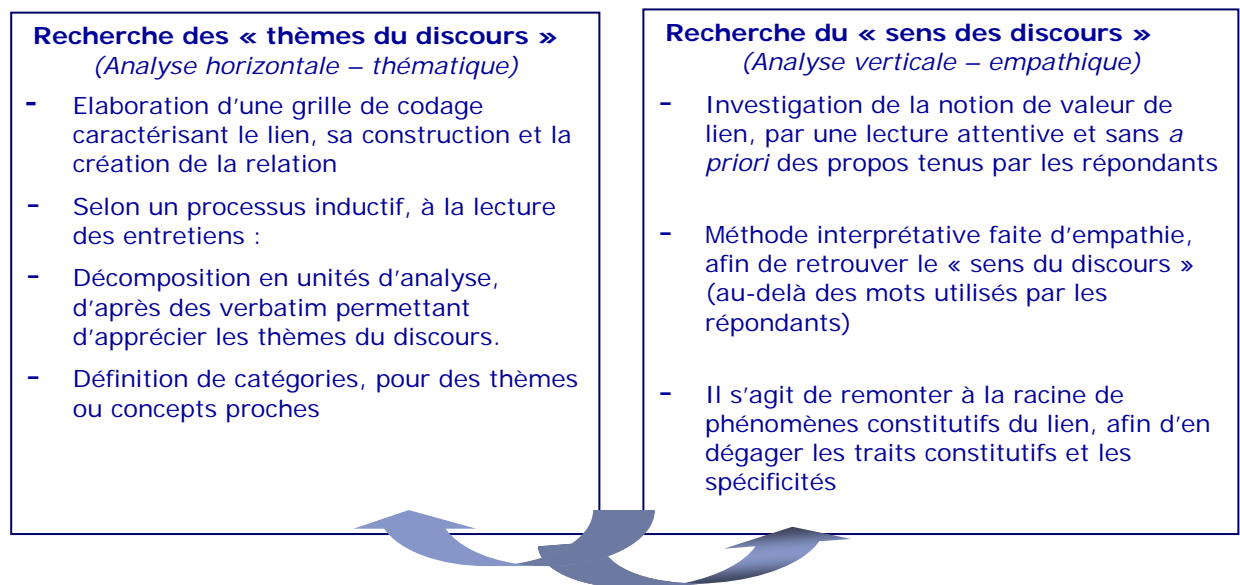 Recherche des « thèmes du discours »
(Analyse horizontale – thématique)
- Elaboration d'une grille de codage
caractérisant le lien, sa construction et la
création de la relation
- Selon un processus inductif, à la lecture
des entretiens :
- Décomposition en unités d'analyse,
d'après des verbatim permettant
d'apprécier les thèmes du discours.
- Définition de catégories, pour des thèmes
ou concepts proches
Recherche du « sens des discours »
(Analyse verticale – empathique)
- Investigation de la notion de valeur de
lien, par une lecture attentive et sans a
priori des propos tenus par les répondants
- Méthode interprétative faite d'empathie,
afin de retrouver le « sens du discours »
(au-delà des mots utilisés par les
répondants)
- Il s'agit de remonter à la racine de
phénomènes constitutifs du lien, afin d'en
dégager les traits constitutifs et les
spécificités